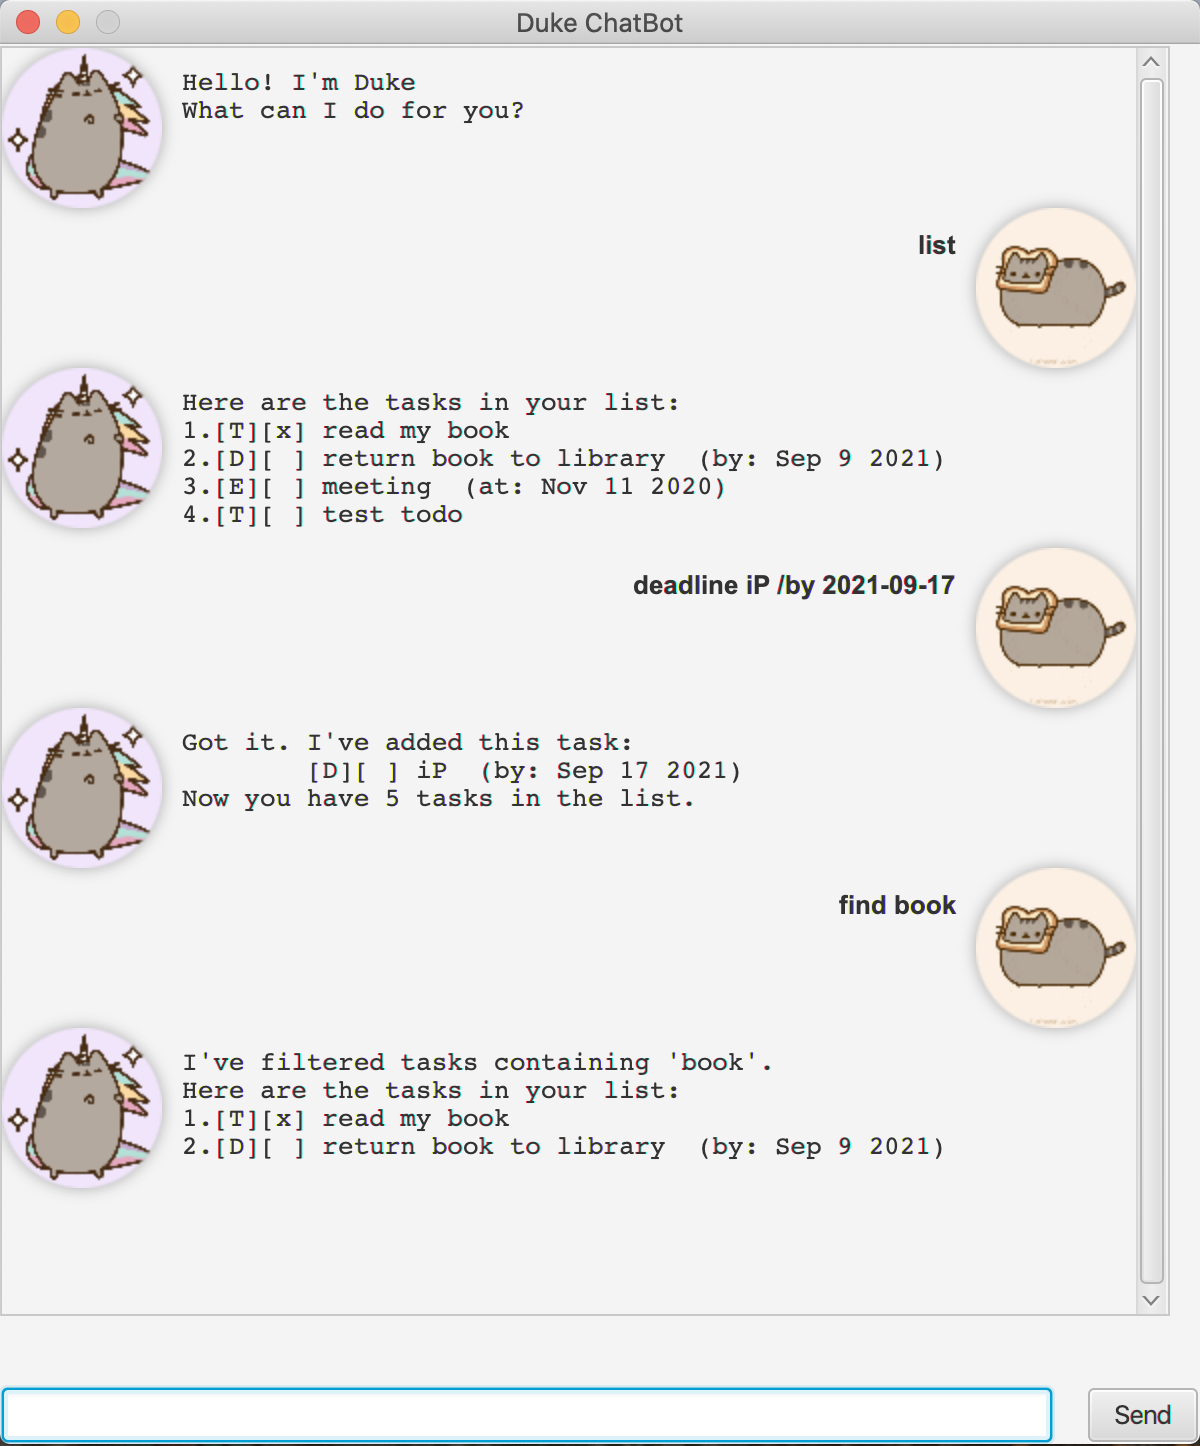 Duke ChatBot
Hello! I'm Duke
What can I do for you?
list
Here are the tasks in your list:
1.[T][x] read my book
2.[D][ ] return book to library  (by: Sep 9 2021)
3.[E][ ] meeting  (at: Nov 11 2020)
4.[T][ ] test todo
deadline iP /by 2021-09-17
Got it. I've added this task:
        [D][ ] iP  (by: Sep 17 2021)
Now you have 5 tasks in the list.
find book
I've filtered tasks containing 'book'.
Here are the tasks in your list:
1.[T][x] read my book
2.[D][ ] return book to library  (by: Sep 9 2021)
Send